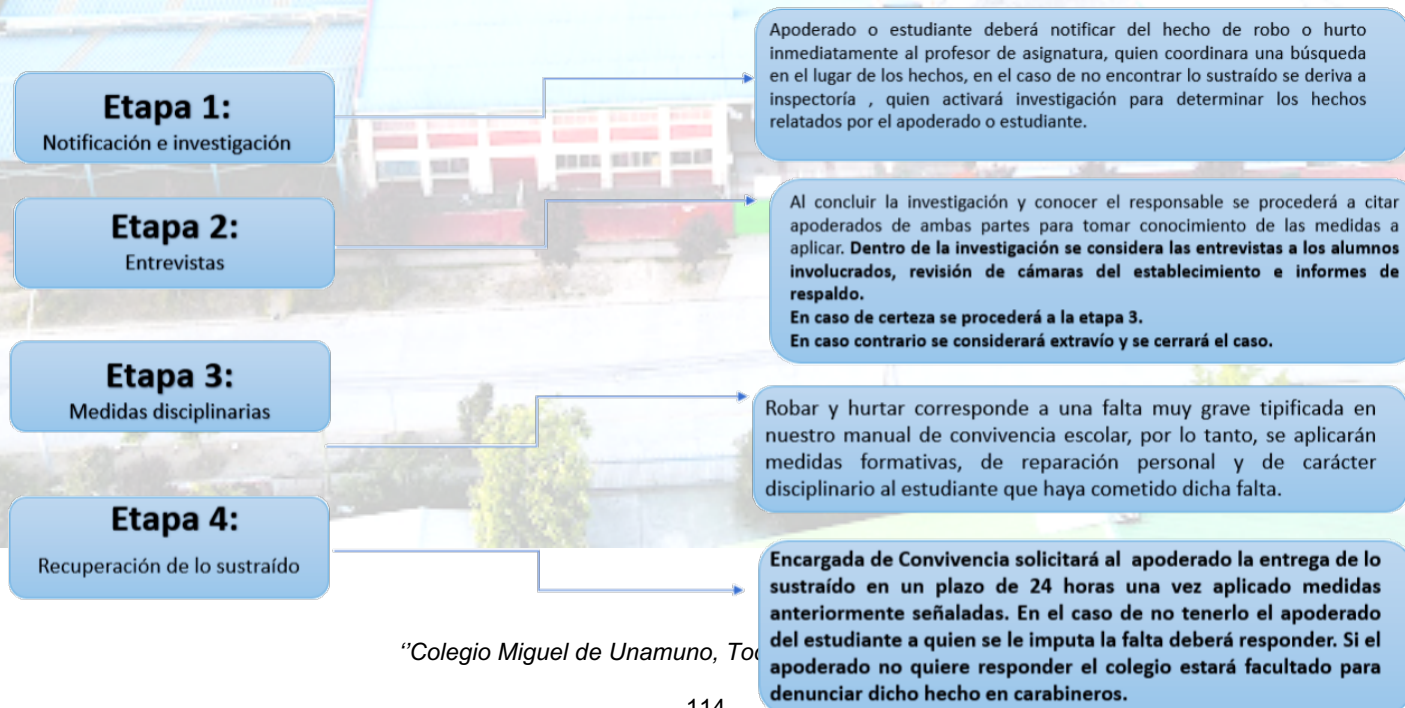 Etapa 1:
Notificación e investigación
Apoderado o estudiante deberá notificar del hecho de robo o hurto
inmediatamente al profesor de asignatura, quien coordinara una búsqueda
en el lugar de los hechos, en el caso de no encontrar lo sustraído se deriva a
inspectoría , quien activará investigación para determinar los hechos
relatados por el apoderado o estudiante.
Etapa 2:
Entrevistas
Al concluir la investigación y conocer el responsable se procederá a citar
apoderados de ambas partes para tomar conocimiento de las medidas a
aplicar. Dentro de la investigación se considera las entrevistas a los alumnos
involucrados, revisión de cámaras del establecimiento e informes de
respaldo.
En caso de certeza se procederá a la etapa 3.
En caso contrario se considerará extravío y se cerrará el caso.
Etapa 3:
Medidas disciplinarias
Robar y hurtar corresponde a una falta muy grave tipificada en
nuestro manual de convivencia escolar, por lo tanto, se aplicarán
medidas formativas, de reparación personal y de carácter
disciplinario al estudiante que haya cometido dicha falta.
Etapa 4:
Recuperación de lo sustraído
Encargada de Convivencia solicitará al apoderado la entrega de lo
sustraído en un plazo de 24 horas una vez aplicado medidas
anteriormente señaladas. En el caso de no tenerlo el apoderado
del estudiante a quien se le imputa la falta deberá responder. Si el
apoderado no quiere responder el colegio estará facultado para
denunciar dicho hecho en carabineros.
‘’Colegio Miguel de Unamuno,
114